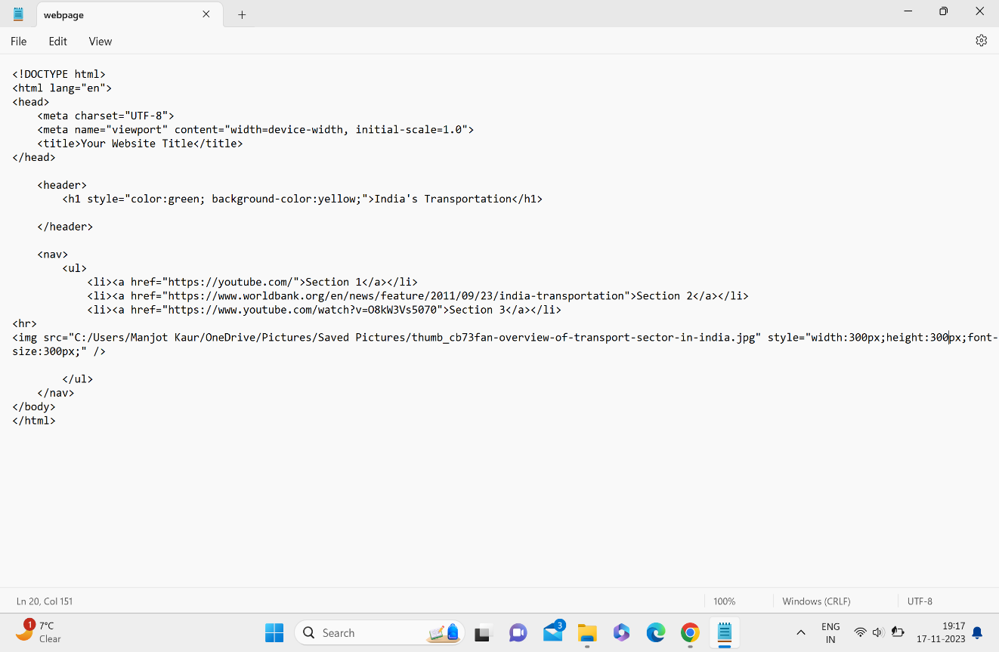 webpage
File Edit View
<!DOCTYPE html>
<html lang="en">
<head>
    <meta charset="UTF-8">
    <meta name="viewport" content="width=device-width, initial-scale=1.0">
    <title>Your Website Title</title>
</head>

    <header>
        <h1 style="color:green; background-color:yellow;">India's Transportation</h1>

    </header>

    <nav>
        <ul>
            <li><a href="https://youtube.com/">Section 1</a></li>
            <li><a href="https://www.worldbank.org/en/news/feature/2011/09/23/india-transportation">Section 2</a></li>
            <li><a href="https://www.youtube.com/watch?v=O8kW3Vs5070">Section 3</a></li>
<hr>
<img src="C:/Users/Manjot Kaur/OneDrive/Pictures/Saved Pictures/thumb_cb73fan-overview-of-transport-sector-in-india.jpg" style="width:300px;height:300px;font-
size:300px;" />

        </ul>
    </nav>
</body>
</html>
Ln 20, Col 151 100% Windows (CRLF) UTF-8
1 7°C
Clear
Search
3
ENG
IN
19:17
17-11-2023